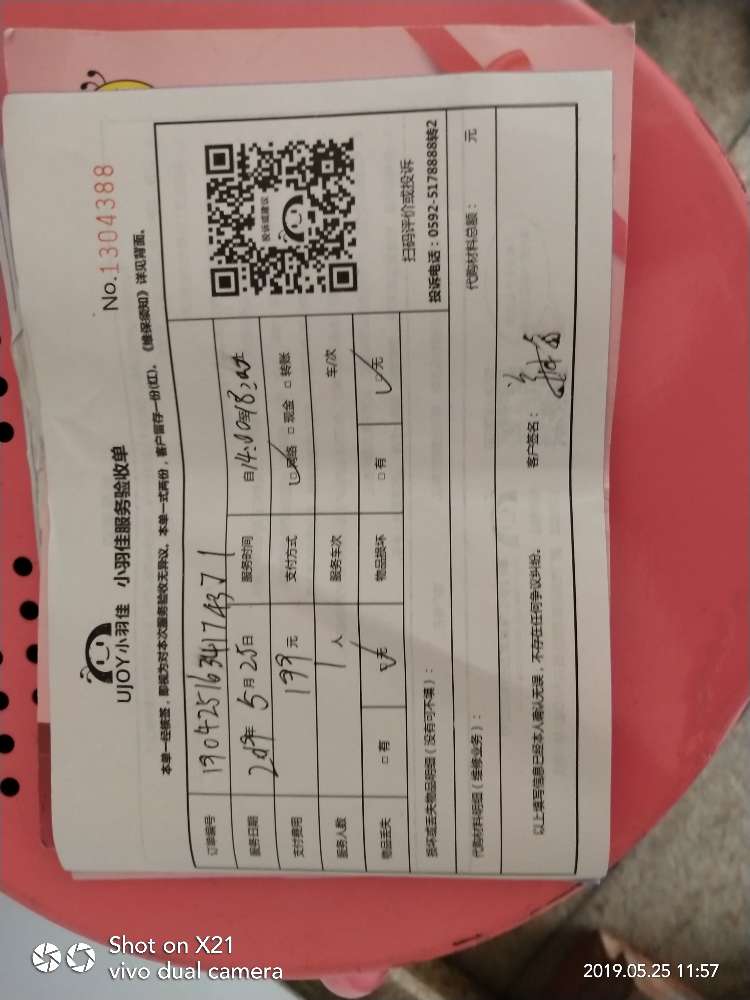 UJOY小羽佳 小羽佳服务验收单
No.1304388
本单一经核签，即视为对本次服务验收无异议。本单一式两份，客户留存一份(红)。《维保须知》详见背面。
订单编号
服务日期 2019年 5月 25日 服务时间 自14:00至18:00
支付费用 199元 支付方式 网络 □现金 □转账
服务人数 1人 服务车次 车/次
物品丢失 □有 无 物品损坏 □有 □无
投诉或建议
扫码评价或投诉
投诉电话：0592-5178888转2
损坏或丢失物品明细（没有可不填）：
代购材料明细（维修业务）： 代购材料总额： 元
以上填写信息已经本人确认无误，不存在任何争议纠纷。 客户签名：
Shot on X21
vivo dual camera
2019.05.25 11:57